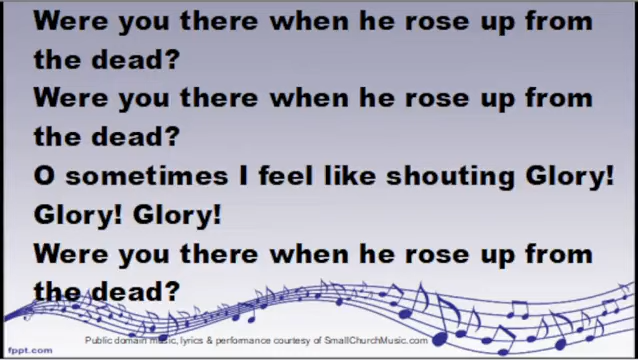 Were you there when he rose up from
the dead?
Were you there when he rose up from
the dead?
O sometimes I feel like shouting Glory!
Glory! Glory!
Were you there when he rose up from
the dead?
Public domain music, lyrics & performance courtesy of SmallChurchMusic.com
fppt.com